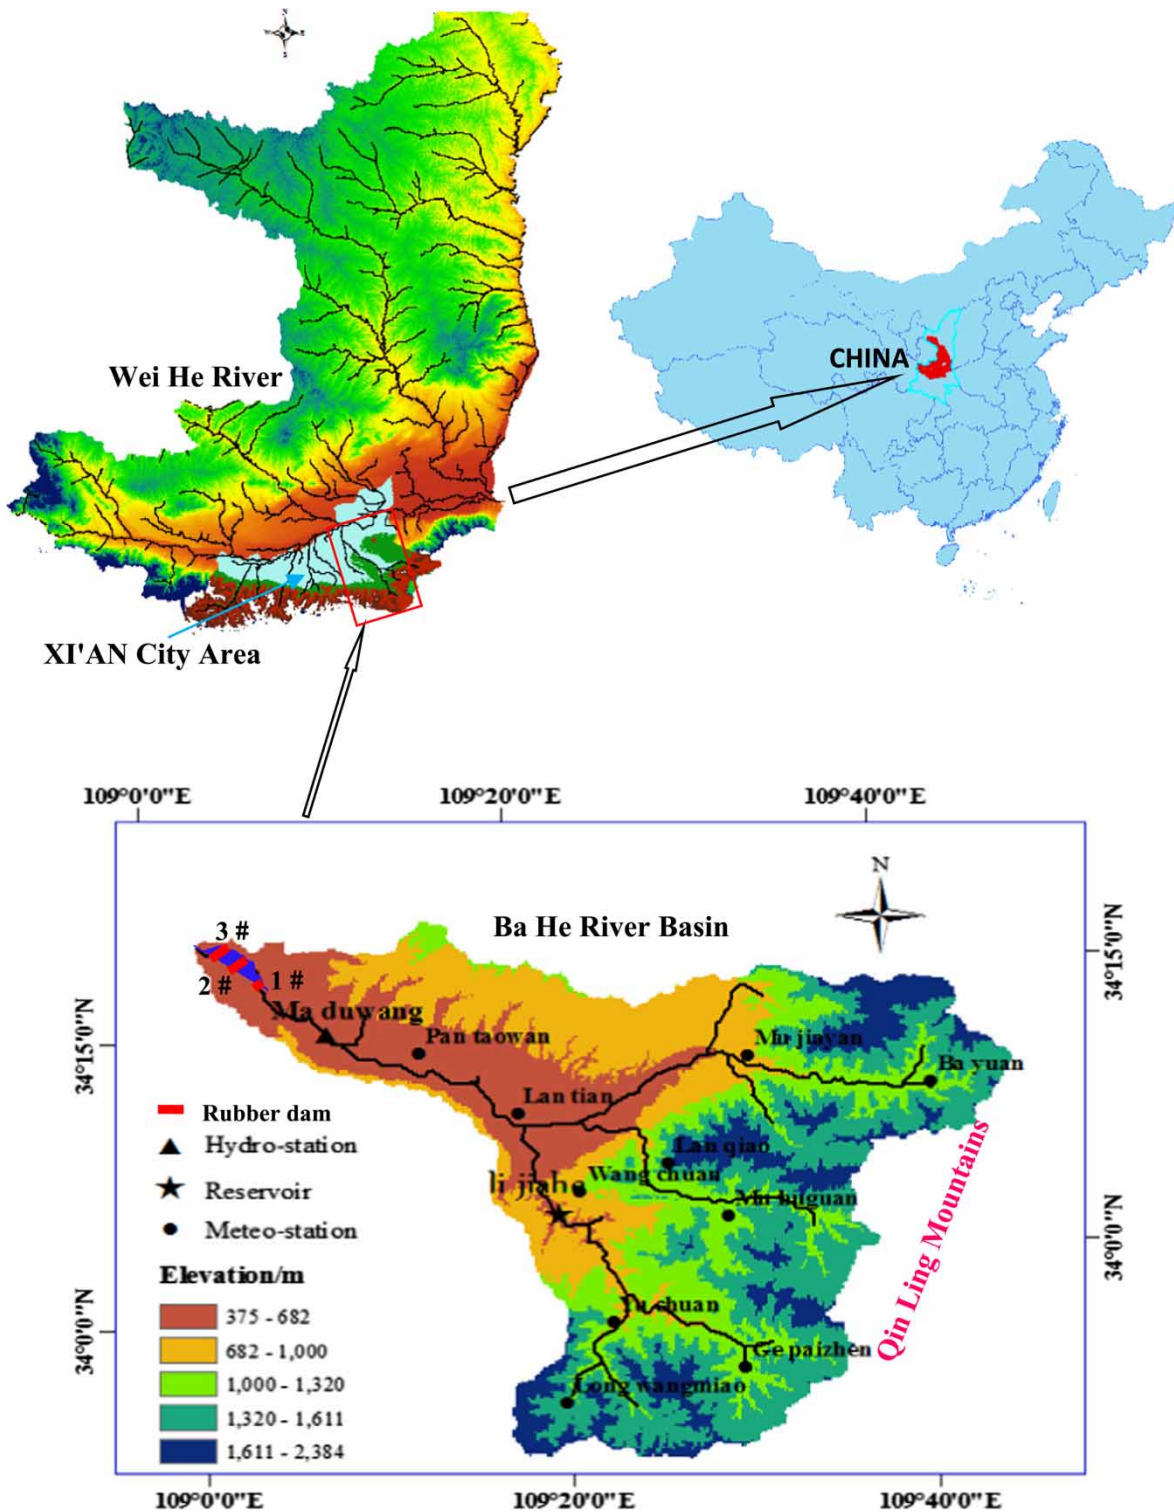 N
W
E
S
Wei He River
CHINA
XI'AN City Area
109°0'0"E
109°20'0"E
109°40'0"E
N
Ba He River Basin
3 #
2 #
1 #
34°15'0"N
34°15'0"N
Ma duwang
Pan taowan
Mu jiayan
Ba yuan
Lan tian
Rubber dam
Hydro-station
Reservoir
Meteo-station
Lan qiao
Wang chuan
li jiahe
Mu huguan
34°0'0"N
Qin Ling Mountains
Elevation/m
375 - 682
682 - 1,000
1,000 - 1,320
1,320 - 1,611
1,611 - 2,384
Yu chuan
Ge paizhen
Long wangmiao
34°0'0"N
109°0'0"E
109°20'0"E
109°40'0"E